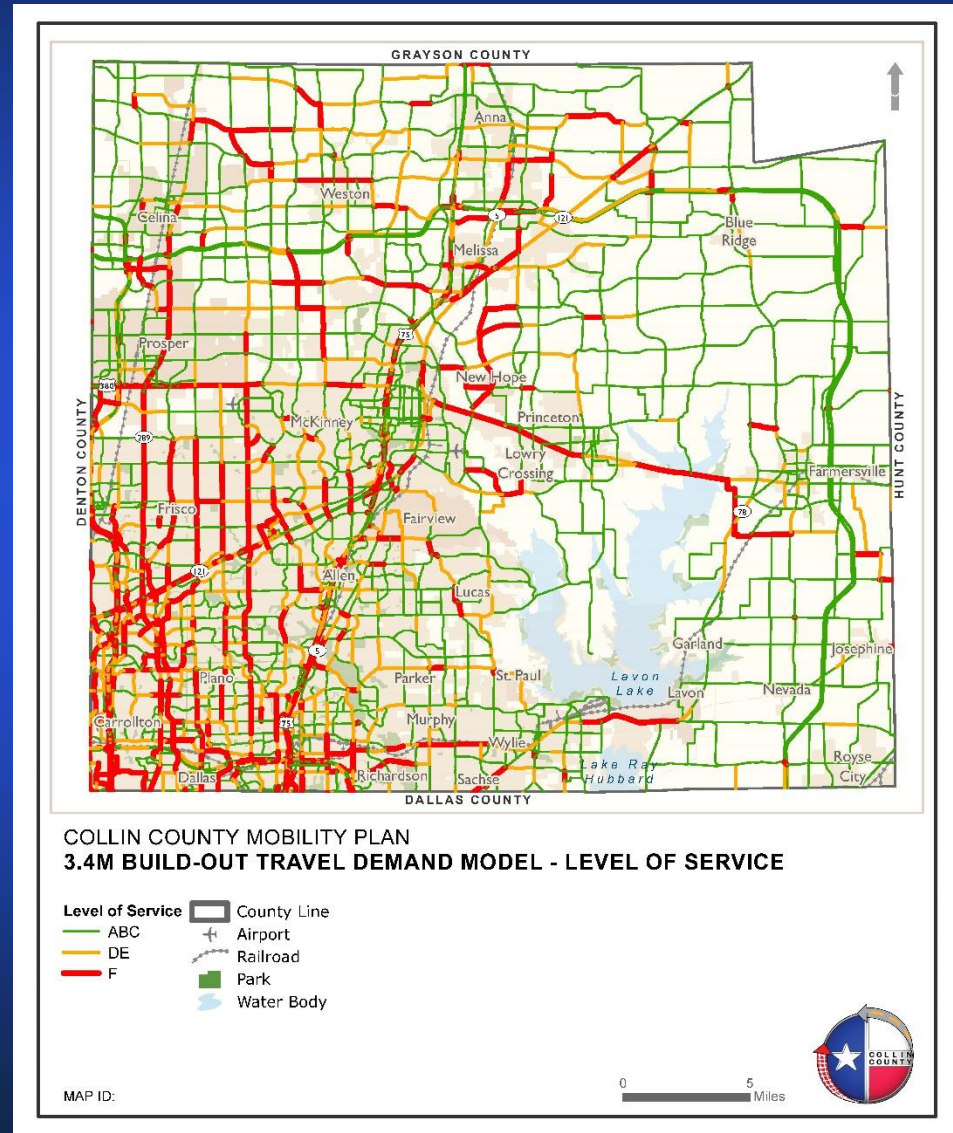 GRAYSON COUNTY
Anna
Weston
Celina
5
121
Blue
Ridge
Melissa
75
Prosper
380
New Hope
Princeton
McKinney
289
Lowry
Crossing
DENTON COUNTY
HUNT COUNTY
Farmersville
Frisco
78
Fairview
121
Allen
Lucas
5
Garland
Josephine
Plano
Parker
St. Paul
Lavon
Lake
Lavon
Nevada
Carrollton
75
Murphy
Wylie
Royse
City
Dallas
Richardson
Sachse
Lake Ray
Hubbard
DALLAS COUNTY
COLLIN COUNTY MOBILITY PLAN
3.4M BUILD-OUT TRAVEL DEMAND MODEL - LEVEL OF SERVICE
Level of Service
ABC
DE
F
County Line
Airport
Railroad
Park
Water Body
COLLIN
COUNTY
MAP ID:
0 5
Miles